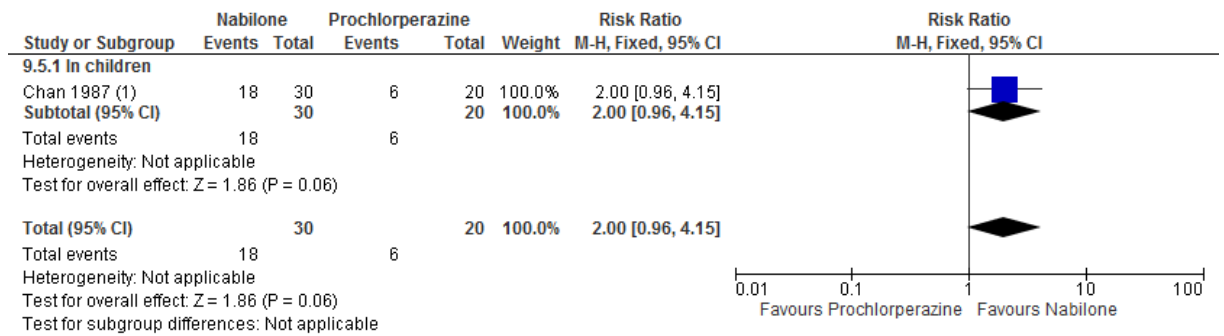 Nabilone Prochlorperazine Risk Ratio Risk Ratio
Study or Subgroup Events Total Events Total Weight M-H, Fixed, 95% CI M-H, Fixed, 95% CI
9.5.1 In children
Chan 1987 (1) 18 30 6 20 100.0% 2.00 [0.96, 4.15]
Subtotal (95% CI) 30 20 100.0% 2.00 [0.96, 4.15]
Total events 18 6
Heterogeneity: Not applicable
Test for overall effect: Z = 1.86 (P = 0.06)
Total (95% CI) 30 20 100.0% 2.00 [0.96, 4.15]
Total events 18 6
Heterogeneity: Not applicable
Test for overall effect: Z = 1.86 (P = 0.06)
Test for subgroup differences: Not applicable
0.01 0.1 1 10 100
Favours Prochlorperazine Favours Nabilone